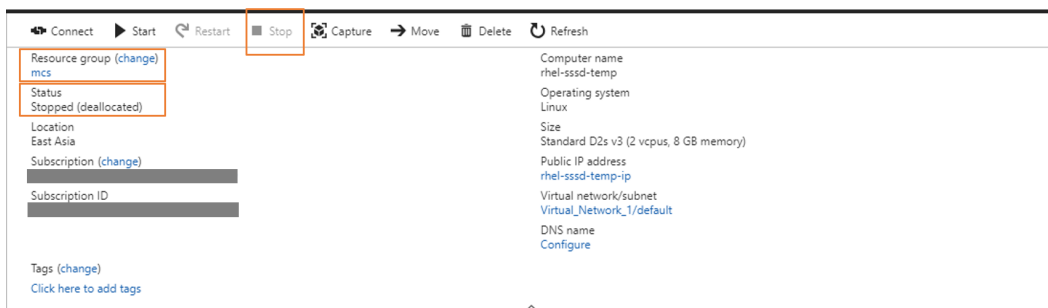 Connect Start Restart Stop Capture Move Delete Refresh
Resource group (change)
mcs
Status
Stopped (deallocated)
Location
East Asia
Subscription (change)
Subscription ID
Tags (change)
Click here to add tags
Computer name
rhel-sssd-temp
Operating system
Linux
Size
Standard D2s v3 (2 vcpus, 8 GB memory)
Public IP address
rhel-sssd-temp-ip
Virtual network/subnet
Virtual_Network_1/default
DNS name
Configure